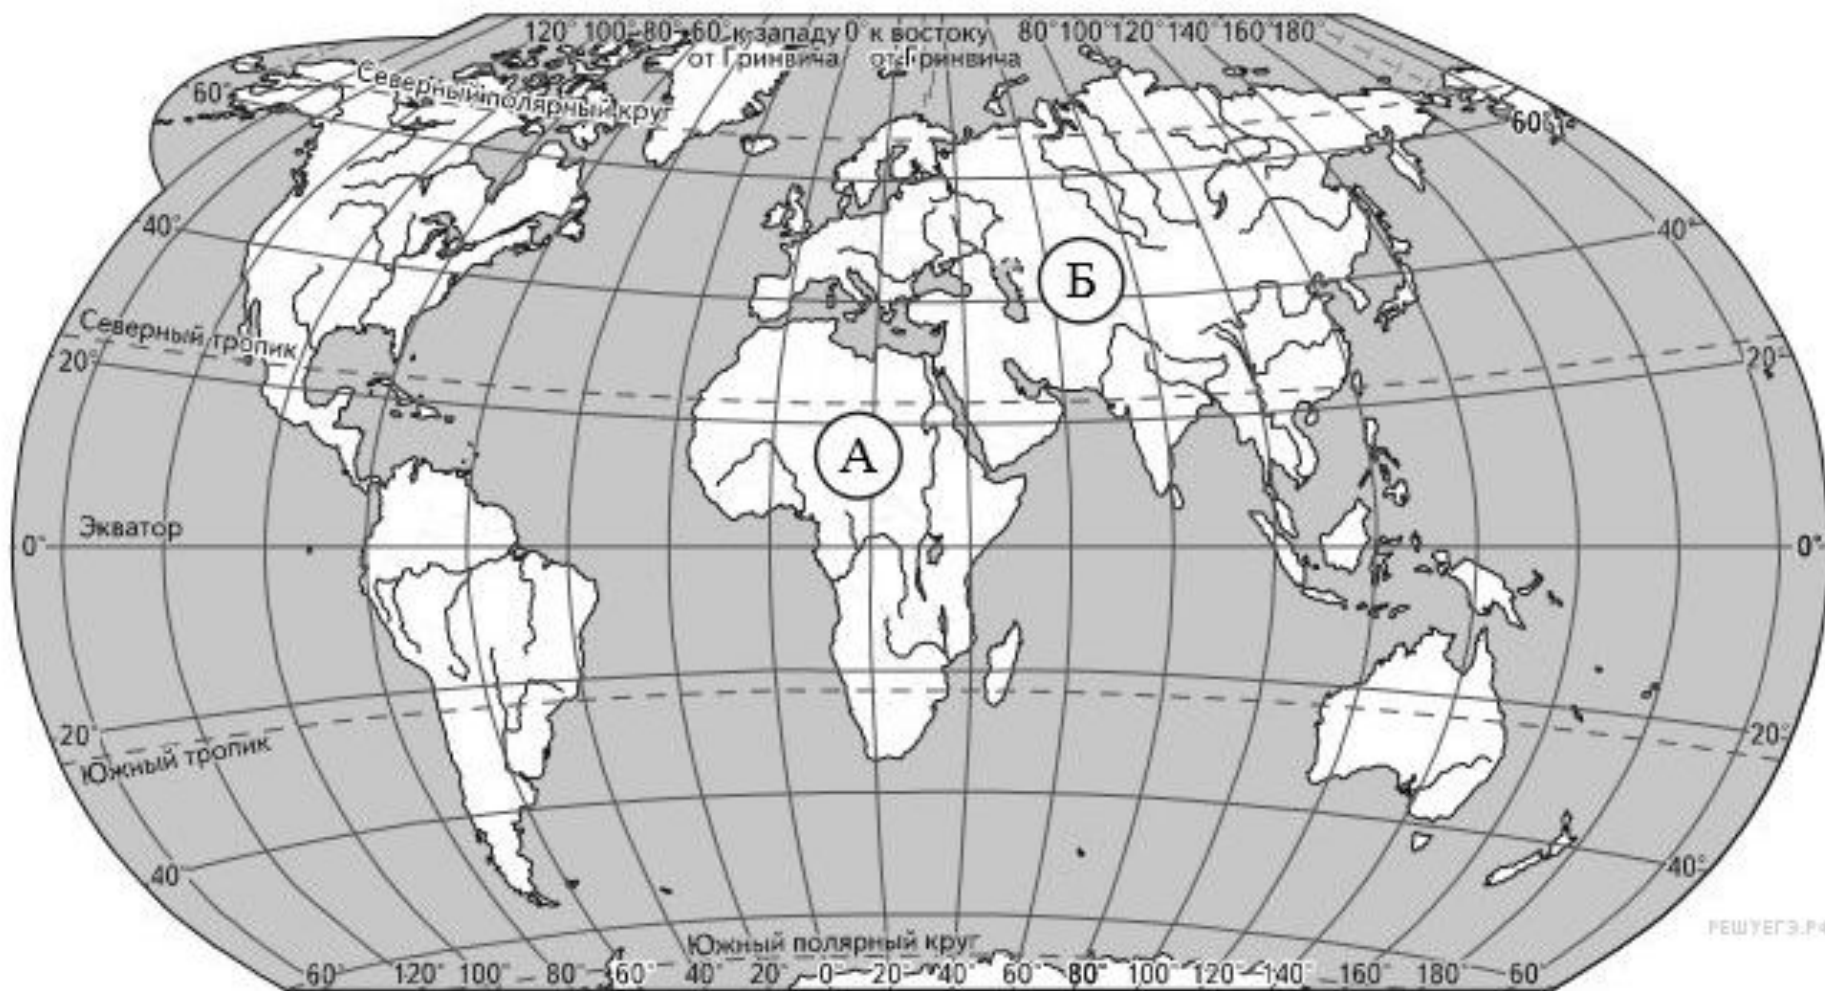 120° 100° 80° 60° к западу 0° к востоку 80° 100° 120° 140° 160° 180°
от Гринвича от Гринвича
Северный полярный круг
60° 60°
40° 40°
Б
Северный тропик
20° 20°
А
Экватор
0° 0°
20° 20°
Южный тропик
40° 40°
РЕШУЕГЭ.РФ
Южный полярный круг
60° 120° 100° 80° 60° 40° 20° 0° 20° 40° 60° 80° 100° 120° 140° 160° 180° 60°